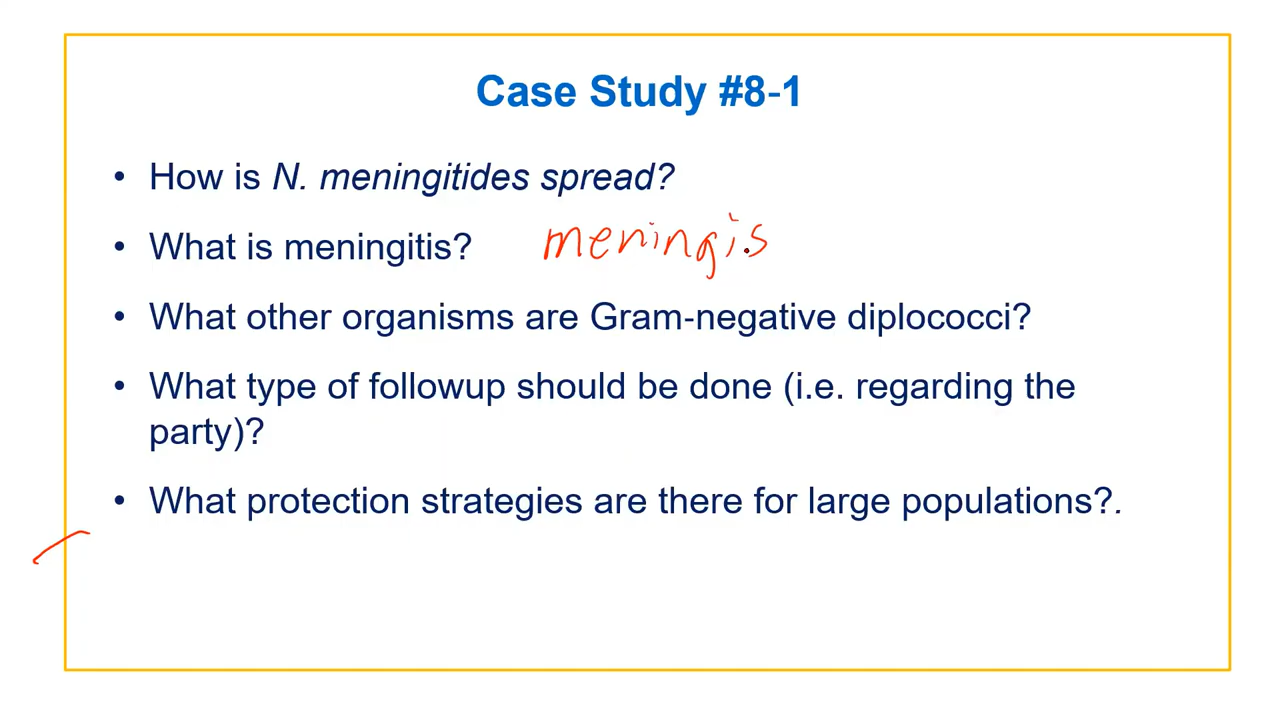 Case Study #8-1
• How is N. meningitides spread?
• What is meningitis? meningis
• What other organisms are Gram-negative diplococci?
• What type of followup should be done (i.e. regarding the
party)?
• What protection strategies are there for large populations?.